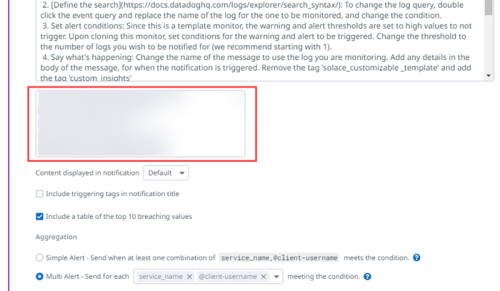 2. [Define the search](https://docs.datadoghq.com/logs/explorer/search_syntax/): To change the log query, double
click the event query and replace the name of the log for the one to be monitored, and change the condition.
3. Set alert conditions: Since this is a template monitor, the warning and alert thresholds are set to high values to not
trigger. Upon cloning this monitor, set conditions for the warning and alert to be triggered. Change the threshold to
the number of logs you wish to be notified for (we recommend starting with 1).
4. Say what's happening: Change the name of the message to use the log you are monitoring. Add any details in the
body of the message, for when the notification is triggered. Remove the tag 'solace_customizable _template' and add
the tag 'custom_insights'
Content displayed in notification Default
Include triggering tags in notification title
Include a table of the top 10 breaching values
Aggregation
Simple Alert - Send when at least one combination of service_name,@client-username meets the condition. ?
Multi Alert - Send for each service_name × @client-username × meeting the condition. ?